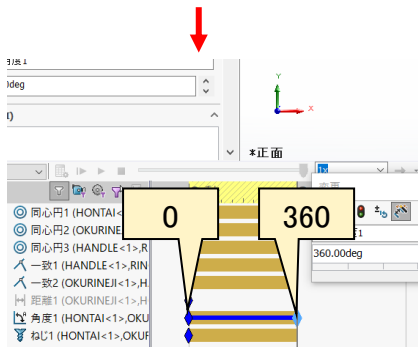 角度1
0deg
Y
X
*正面
1x
0
360
度1
360.00deg
同心円1 (HONTAI<
同心円2 (OKURINE
同心円3 (HANDLE<1>
一致1 (HANDLE<1>,RIN
一致2 (OKURINEJI<1>,H
距離1 (OKURINEJI<1>,H
角度1 (HONTAI<1>,OKU
ねじ1 (HONTAI<1>,OKUF